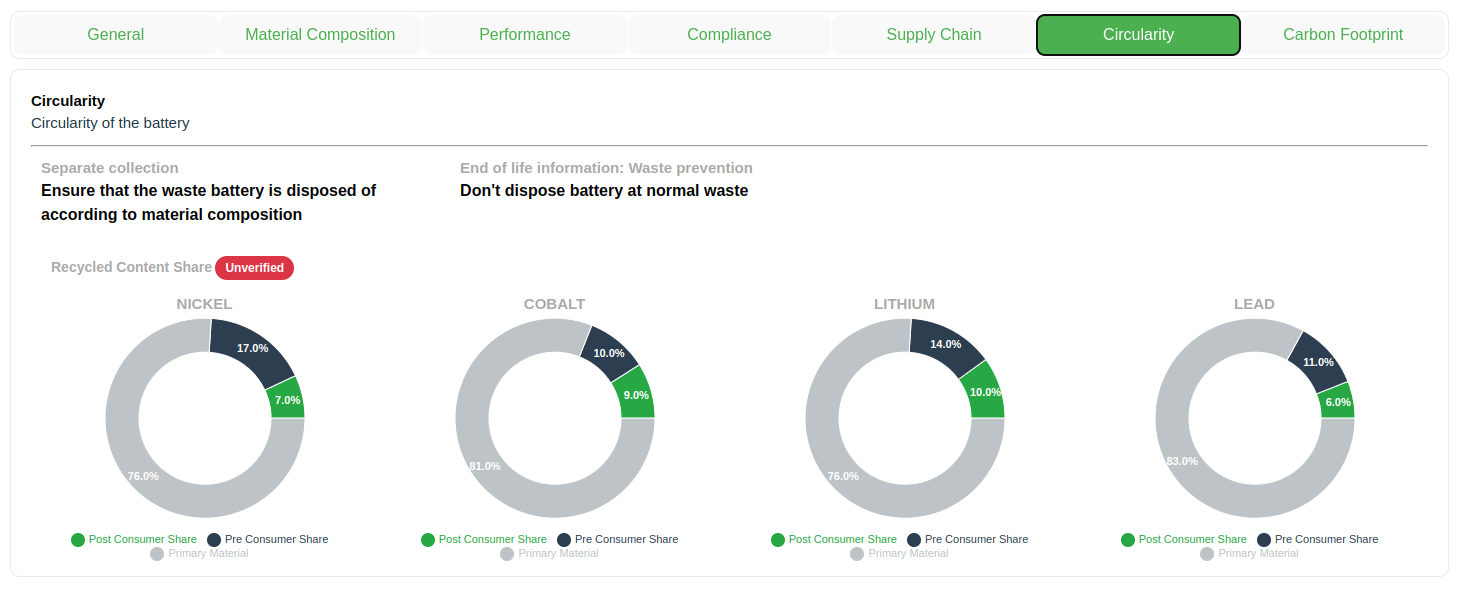 General
Material Composition
Performance
Compliance
Supply Chain
Circularity
Carbon Footprint
Circularity
Circularity of the battery
Separate collection
Ensure that the waste battery is disposed of
according to material composition
End of life information: Waste prevention
Don't dispose battery at normal waste
Recycled Content Share Unverified
NICKEL
17.0%
7.0%
76.0%
Post Consumer Share Pre Consumer Share
Primary Material
COBALT
10.0%
9.0%
81.0%
Post Consumer Share Pre Consumer Share
Primary Material
LITHIUM
14.0%
10.0%
76.0%
Post Consumer Share Pre Consumer Share
Primary Material
LEAD
11.0%
6.0%
83.0%
Post Consumer Share Pre Consumer Share
Primary Material